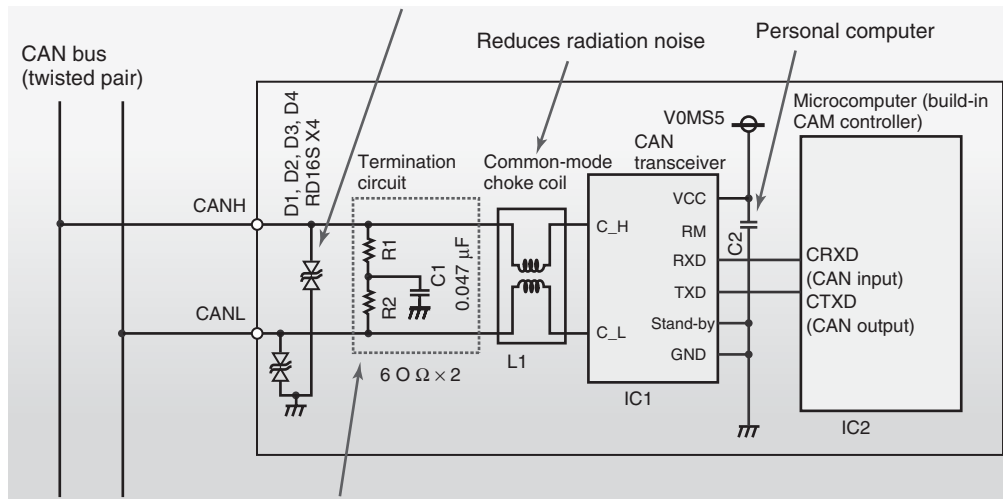 CAN bus
(twisted pair)
Reduces radiation noise
Personal computer
D1, D2, D3, D4
RD16S X4
V0MS5
Microcomputer (build-in
CAM controller)
Termination
circuit
Common-mode
choke coil
CAN
transceiver
VCC
CANH
C_H
RM
C2
R1
C1
0.047 µF
RXD
CRXD
(CAN input)
R2
TXD
CTXD
(CAN output)
CANL
C_L
Stand-by
GND
L1
6 O Ω × 2
IC1
IC2